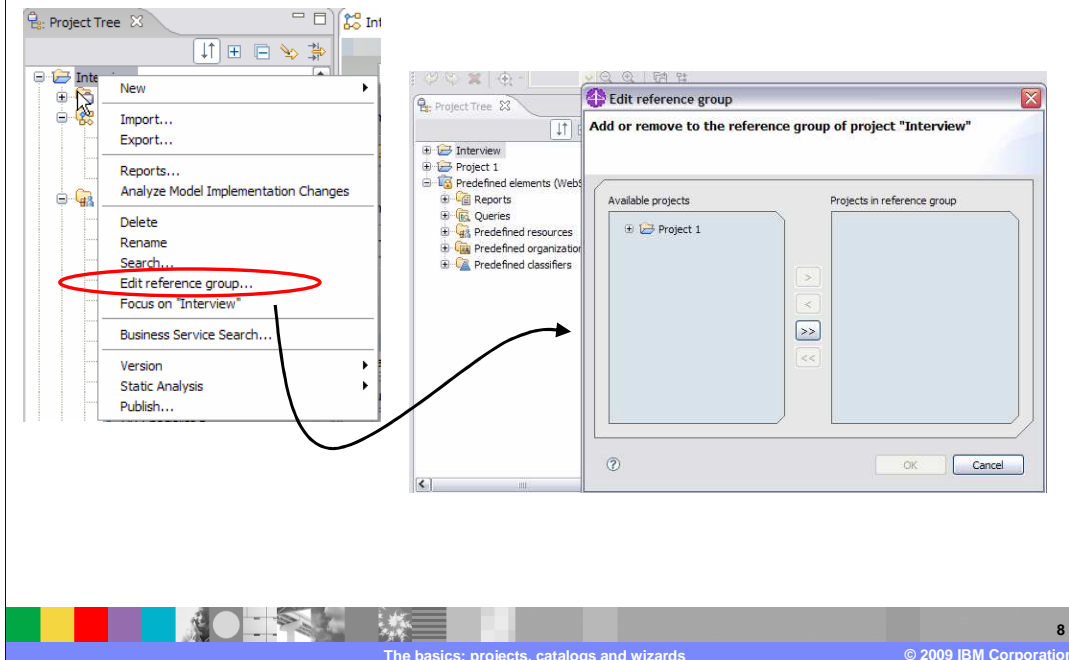 Project Tree
Int
Inte
New
Import...
Export...
Reports...
Analyze Model Implementation Changes
Delete
Rename
Search...
Edit reference group...
Focus on "Interview"
Business Service Search...
Version
Static Analysis
Publish...
Project Tree
Interview
Project 1
Predefined elements (WebS
Reports
Queries
Predefined resources
Predefined organization
Predefined classifiers
Edit reference group
Add or remove to the reference group of project "Interview"
Available projects
Projects in reference group
Project 1
>
<
>>
<<
OK
Cancel
8
The basics: projects, catalogs and wizards
© 2009 IBM Corporation